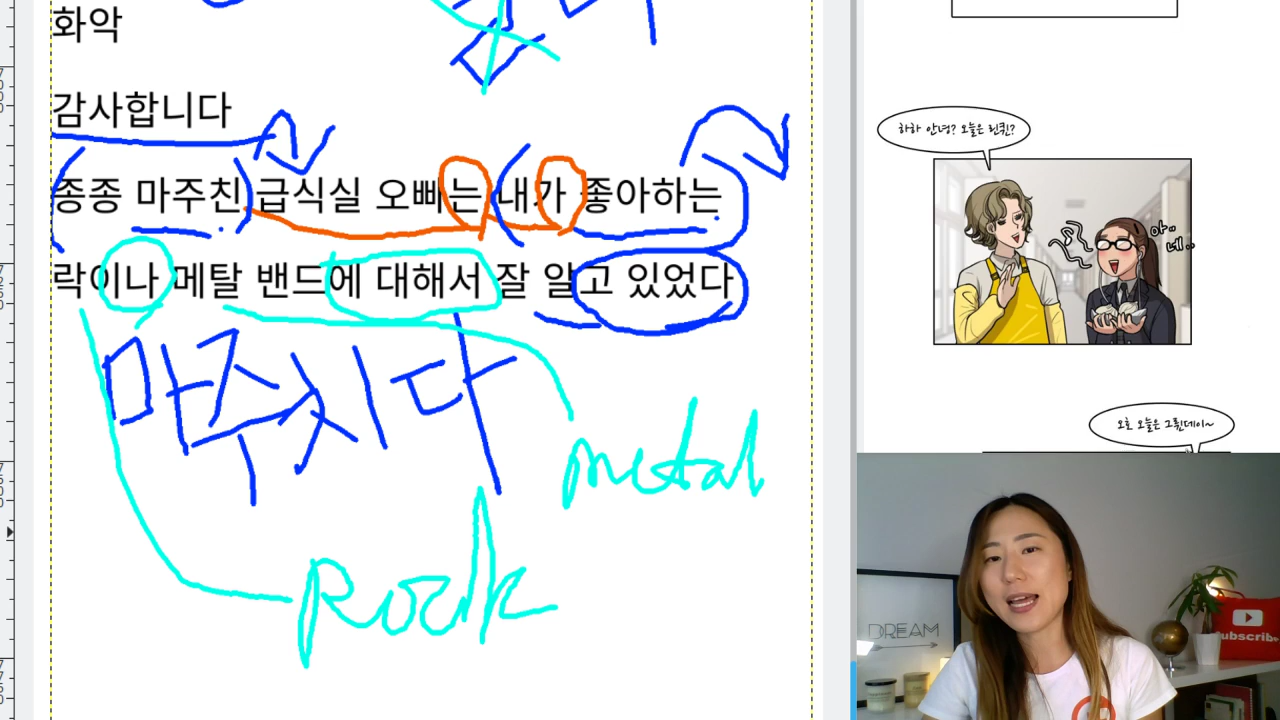 화악
감사합니다
종종 마주친 급식실 오빠는 내가 좋아하는
락이나 메탈 밴드에 대해서 잘 알고 있었다
마주치다
metal
Rock
하하 안녕? 오늘은 린킨?
아..
네..
오호 오늘은 그린데이~
DREAM
Subscribe